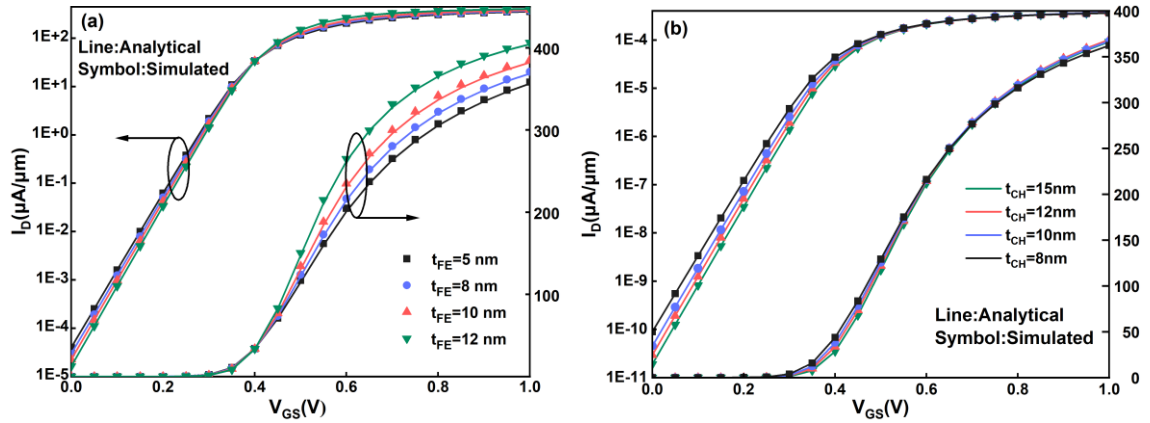 (a)
Line:Analytical
Symbol:Simulated
1E+2
1E+1
1E+0
1E-1
1E-2
1E-3
1E-4
1E-5
I_D(μA/μm)
400
300
200
100
t_FE=5 nm
t_FE=8 nm
t_FE=10 nm
t_FE=12 nm
0.0 0.2 0.4 0.6 0.8 1.0
V_GS(V)
(b)
1E-4
1E-5
1E-6
1E-7
1E-8
1E-9
1E-10
1E-11
I_D(μA/μm)
400
350
300
250
200
150
100
50
0
t_CH=15nm
t_CH=12nm
t_CH=10nm
t_CH=8nm
Line:Analytical
Symbol:Simulated
0.0 0.2 0.4 0.6 0.8 1.0
V_GS(V)